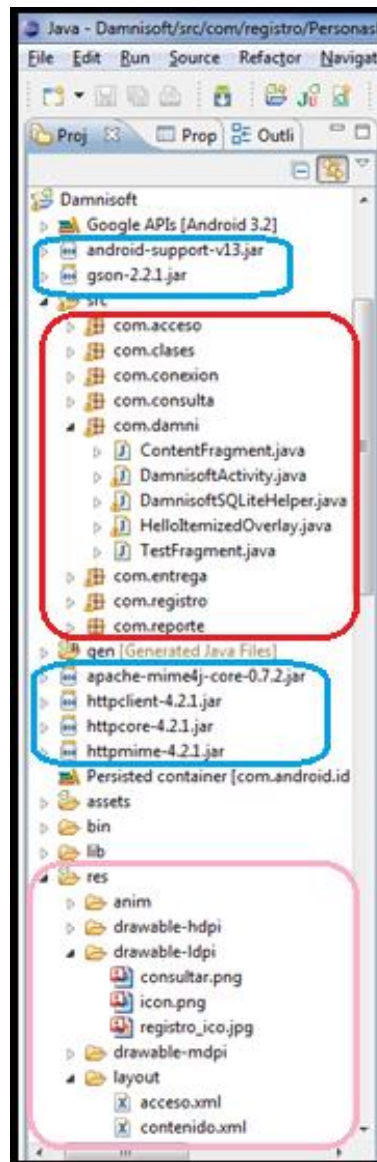 Java - Damnisoft/src/com/registro/Personas
File Edit Run Source Refactor Navigat
Proj Prop Outli
Damnisoft
Google APIs [Android 3.2]
android-support-v13.jar
gson-2.2.1.jar
src
com.acceso
com.clases
com.conexion
com.consulta
com.damni
ContentFragment.java
DamnisoftActivity.java
DamnisoftSQLiteHelper.java
HelloItemizedOverlay.java
TestFragment.java
com.entrega
com.registro
com.reporte
gen [Generated Java Files]
apache-mime4j-core-0.7.2.jar
httpclient-4.2.1.jar
httpcore-4.2.1.jar
httpmime-4.2.1.jar
Persisted container [com.android.id
assets
bin
lib
res
anim
drawable-hdpi
drawable-ldpi
consultar.png
icon.png
registro_ico.jpg
drawable-mdpi
layout
acceso.xml
contenido.xml